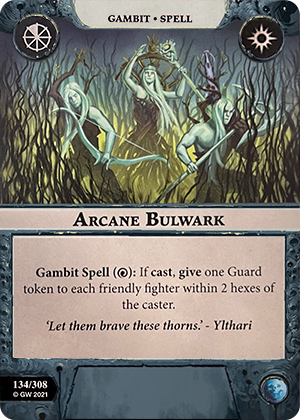 GAMBIT • SPELL
ARCANE BULWARK
Gambit Spell (): If cast, give one Guard
token to each friendly fighter within 2 hexes of
the caster.
'Let them brave these thorns.' - Ylthari
134/308
© GW 2021